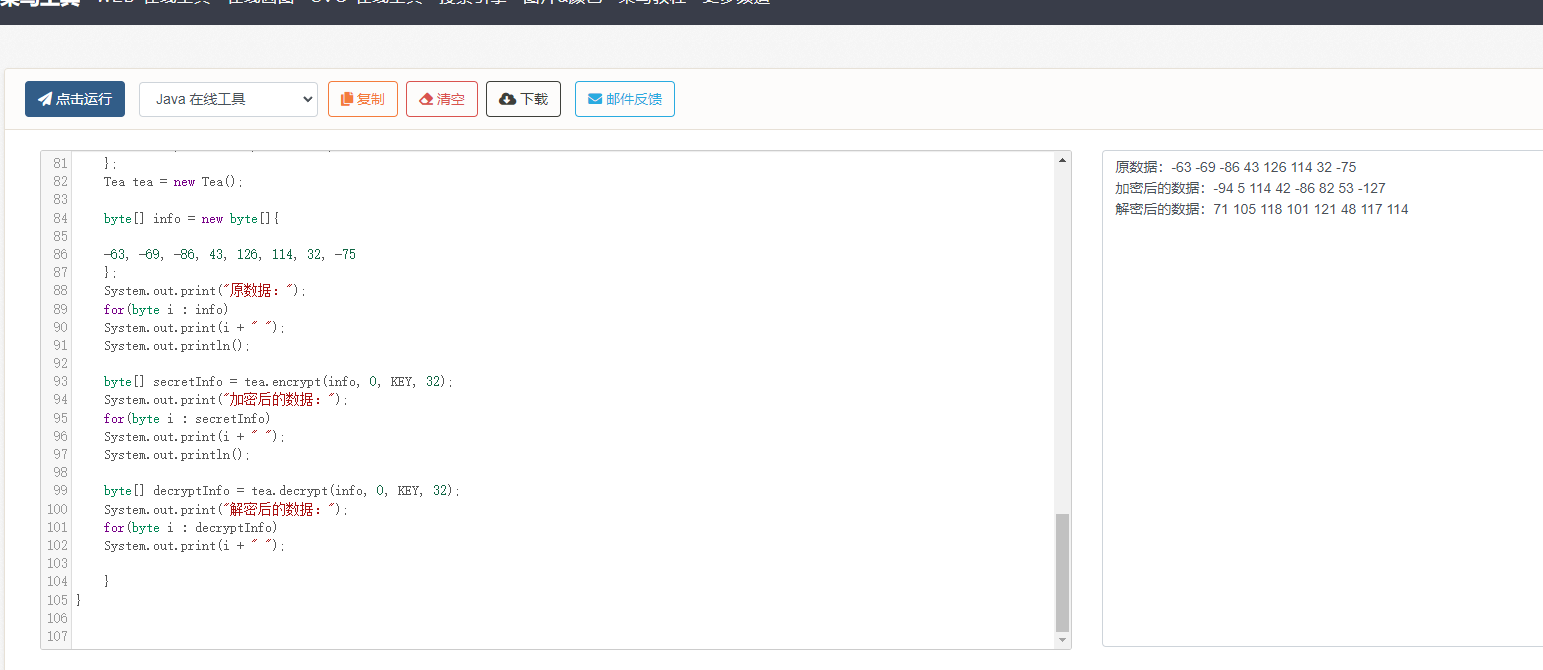 点击运行 Java 在线工具 复制 清空 下载 邮件反馈
81 };
82 Tea tea = new Tea();
83
84 byte[] info = new byte[]{
85
86 -63, -69, -86, 43, 126, 114, 32, -75
87 };
88 System.out.print("原数据：");
89 for(byte i : info)
90 System.out.print(i + " ");
91 System.out.println();
92
93 byte[] secretInfo = tea.encrypt(info, 0, KEY, 32);
94 System.out.print("加密后的数据：");
95 for(byte i : secretInfo)
96 System.out.print(i + " ");
97 System.out.println();
98
99 byte[] decryptInfo = tea.decrypt(info, 0, KEY, 32);
100 System.out.print("解密后的数据：");
101 for(byte i : decryptInfo)
102 System.out.print(i + " ");
103
104 }
105 }
106
107
原数据：-63 -69 -86 43 126 114 32 -75
加密后的数据：-94 5 114 42 -86 82 53 -127
解密后的数据：71 105 118 101 121 48 117 114